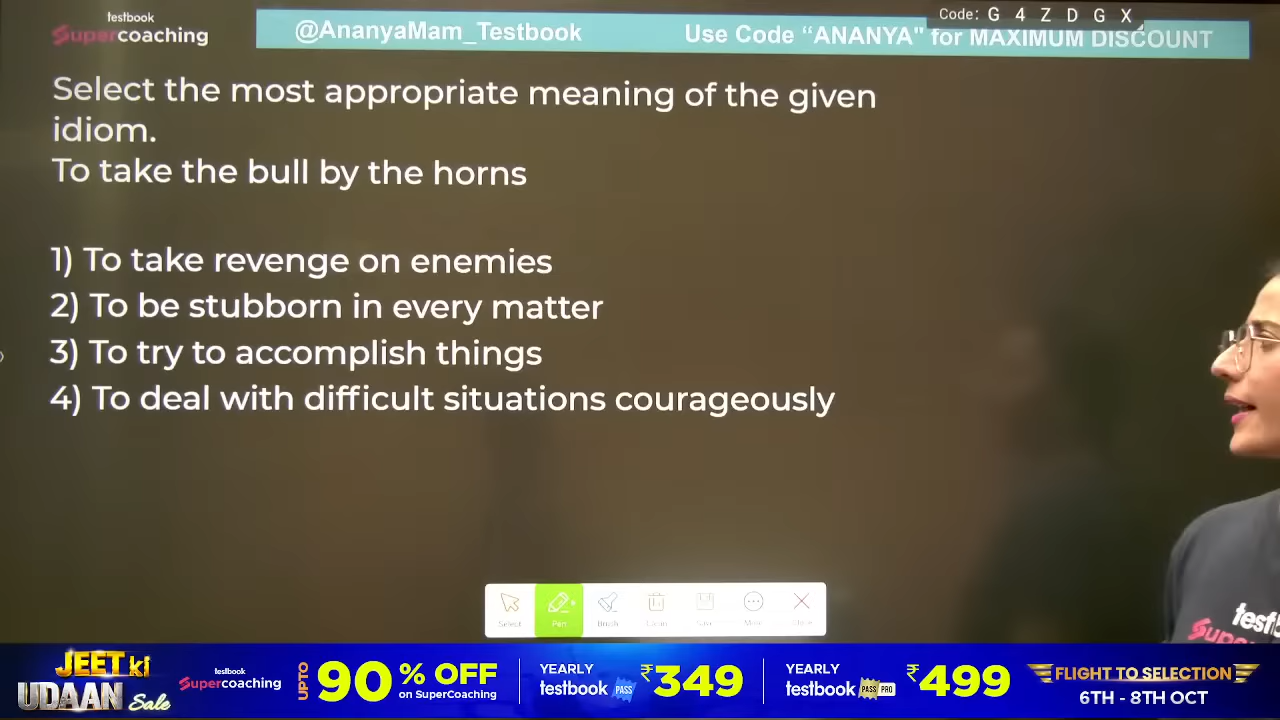 testbook
Supercoaching
@AnanyaMam_Testbook
Use Code “ANANYA" for MAXIMUM DISCOUNT
Code: G 4 Z D G X
Select the most appropriate meaning of the given
idiom.
To take the bull by the horns
1) To take revenge on enemies
2) To be stubborn in every matter
3) To try to accomplish things
4) To deal with difficult situations courageously
Select
Pen
Brush
More
JEET ki
UDAAN Sale
testbook
Supercoaching
UPTO
90% OFF
on SuperCoaching
YEARLY
testbook PASS
₹349
YEARLY
testbook PASS PRO
₹499
FLIGHT TO SELECTION
6TH - 8TH OCT